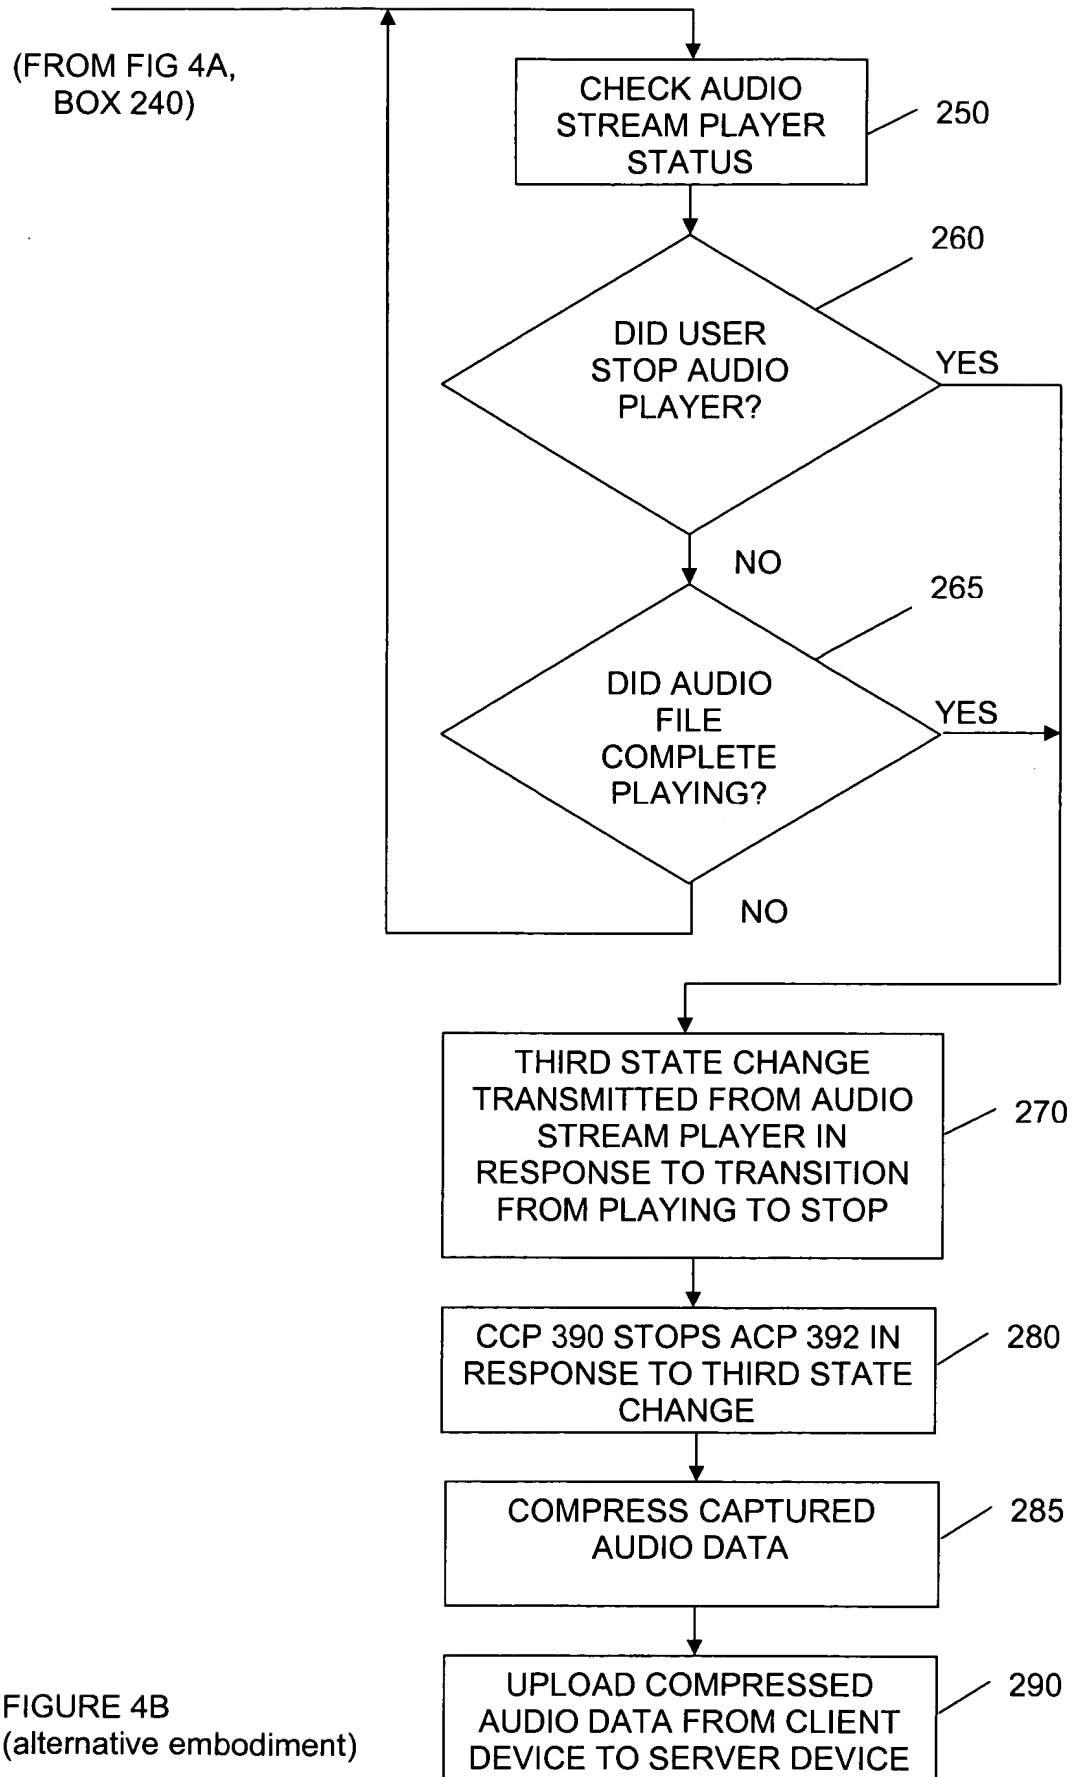 (FROM FIG 4A,
BOX 240)
CHECK AUDIO
STREAM PLAYER
STATUS
250
260
DID USER
STOP AUDIO
PLAYER?
YES
NO
265
DID AUDIO
FILE
COMPLETE
PLAYING?
YES
NO
THIRD STATE CHANGE
TRANSMITTED FROM AUDIO
STREAM PLAYER IN
RESPONSE TO TRANSITION
FROM PLAYING TO STOP
270
CCP 390 STOPS ACP 392 IN
RESPONSE TO THIRD STATE
CHANGE
280
COMPRESS CAPTURED
AUDIO DATA
285
UPLOAD COMPRESSED
AUDIO DATA FROM CLIENT
DEVICE TO SERVER DEVICE
290
FIGURE 4B
(alternative embodiment)